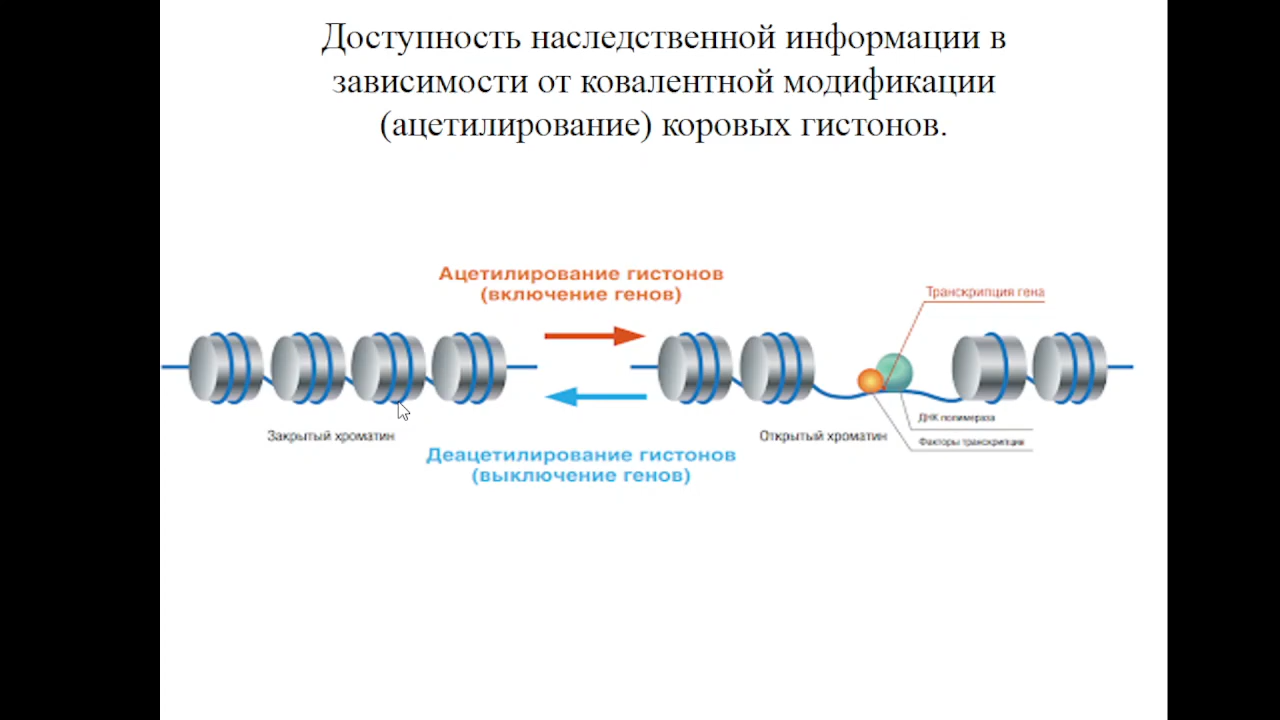 Доступность наследственной информации в
зависимости от ковалентной модификации
(ацетилирование) коровых гистонов.
Ацетилирование гистонов
(включение генов)
Транскрипция гена
ДНК полимераза
Закрытый хроматин
Открытый хроматин
Факторы транскрипции
Деацетилирование гистонов
(выключение генов)